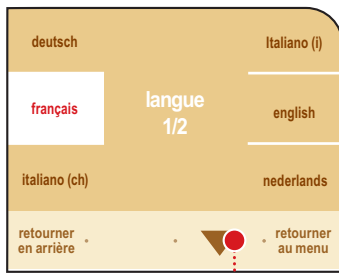 deutsch
Italiano (i)
français
langue
1/2
english
italiano (ch)
nederlands
retourner
en arrière
retourner
au menu